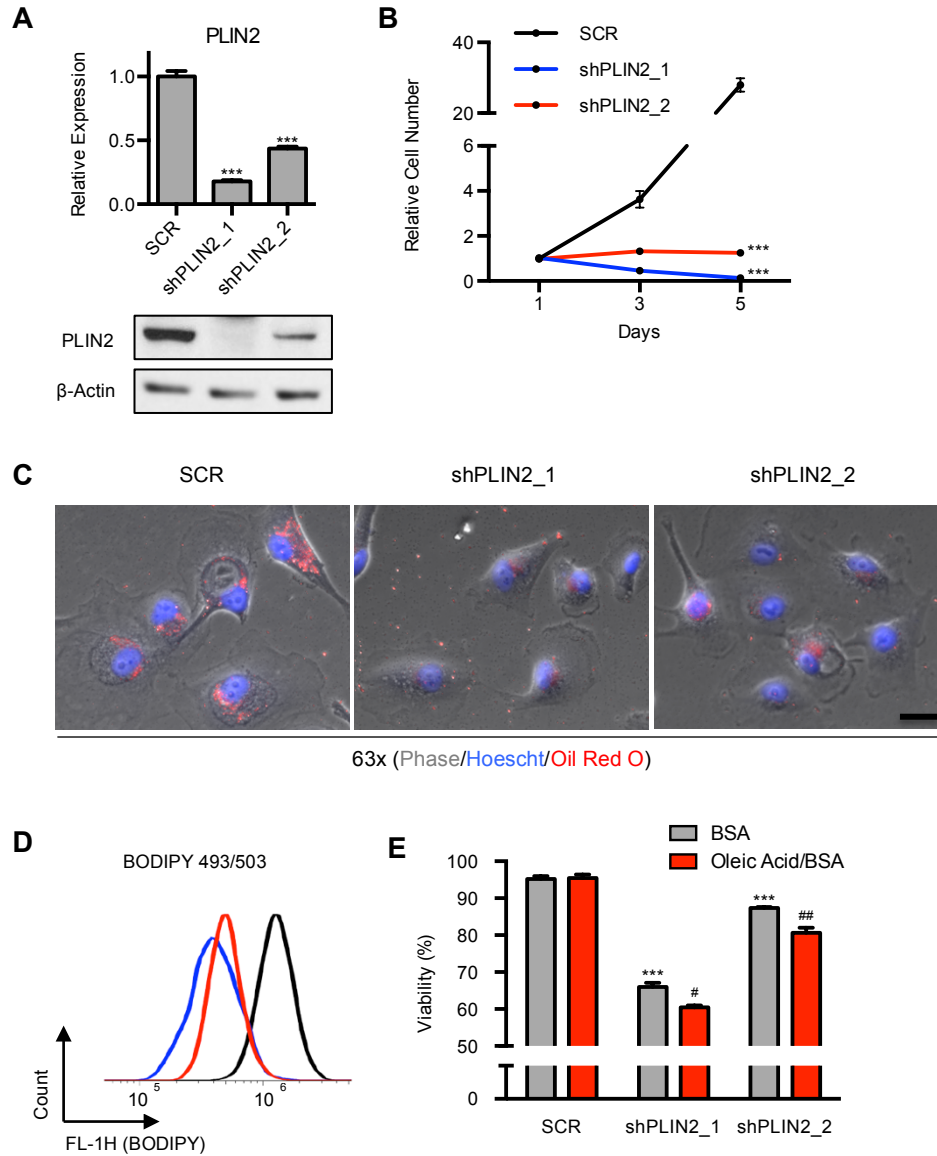 A
PLIN2
Relative Expression
1.0
0.5
0.0
***
***
SCR
shPLIN2_1
shPLIN2_2
PLIN2
β-Actin
B
SCR
shPLIN2_1
shPLIN2_2
Relative Cell Number
40
20
6
4
2
0
***
***
1
3
5
Days
C
SCR
shPLIN2_1
shPLIN2_2
63x (Phase/Hoescht/Oil Red O)
D
BODIPY 493/503
Count
10 5
10 6
FL-1H (BODIPY)
E
BSA
Oleic Acid/BSA
Viability (%)
100
90
80
70
60
50
0
***
#
***
##
SCR
shPLIN2_1
shPLIN2_2